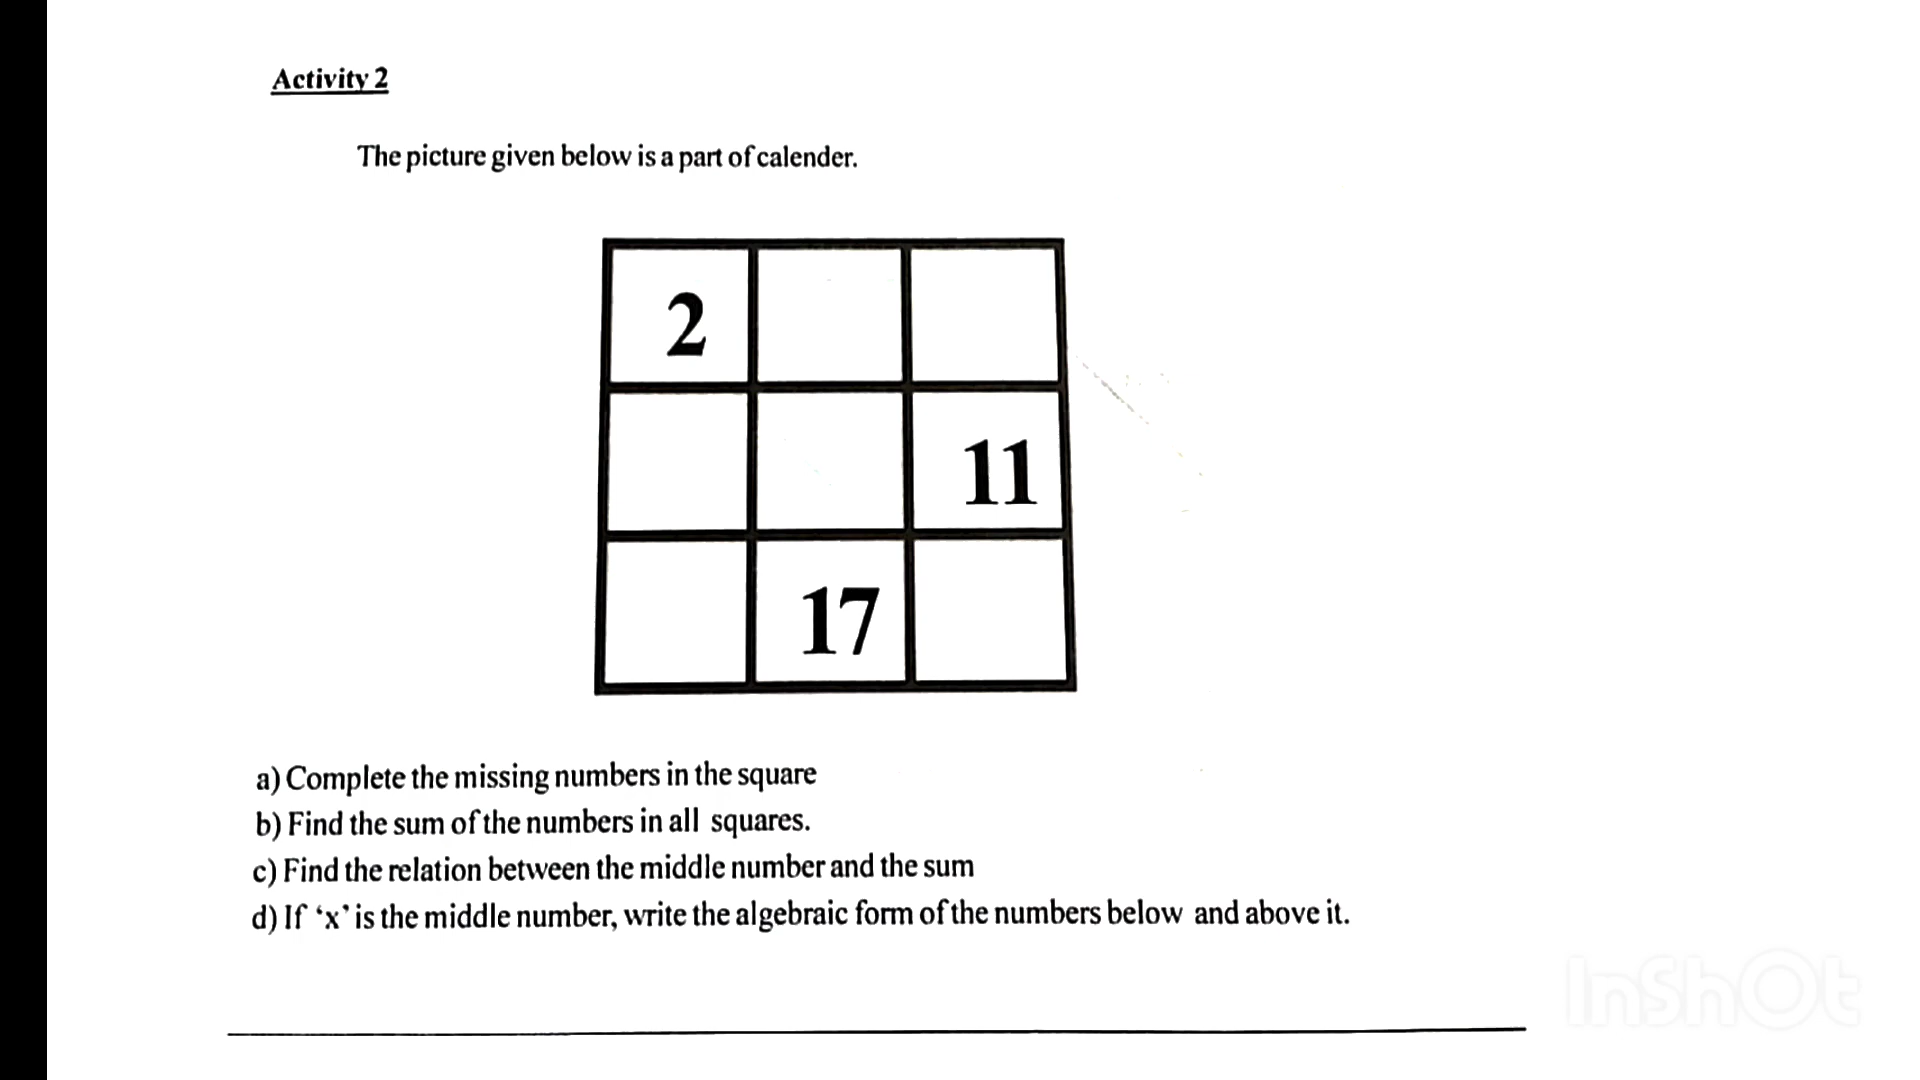 Activity 2
The picture given below is a part of calender.
2
11
17
a) Complete the missing numbers in the square
b) Find the sum of the numbers in all squares.
c) Find the relation between the middle number and the sum
d) If ‘x’ is the middle number, write the algebraic form of the numbers below and above it.
InShOt